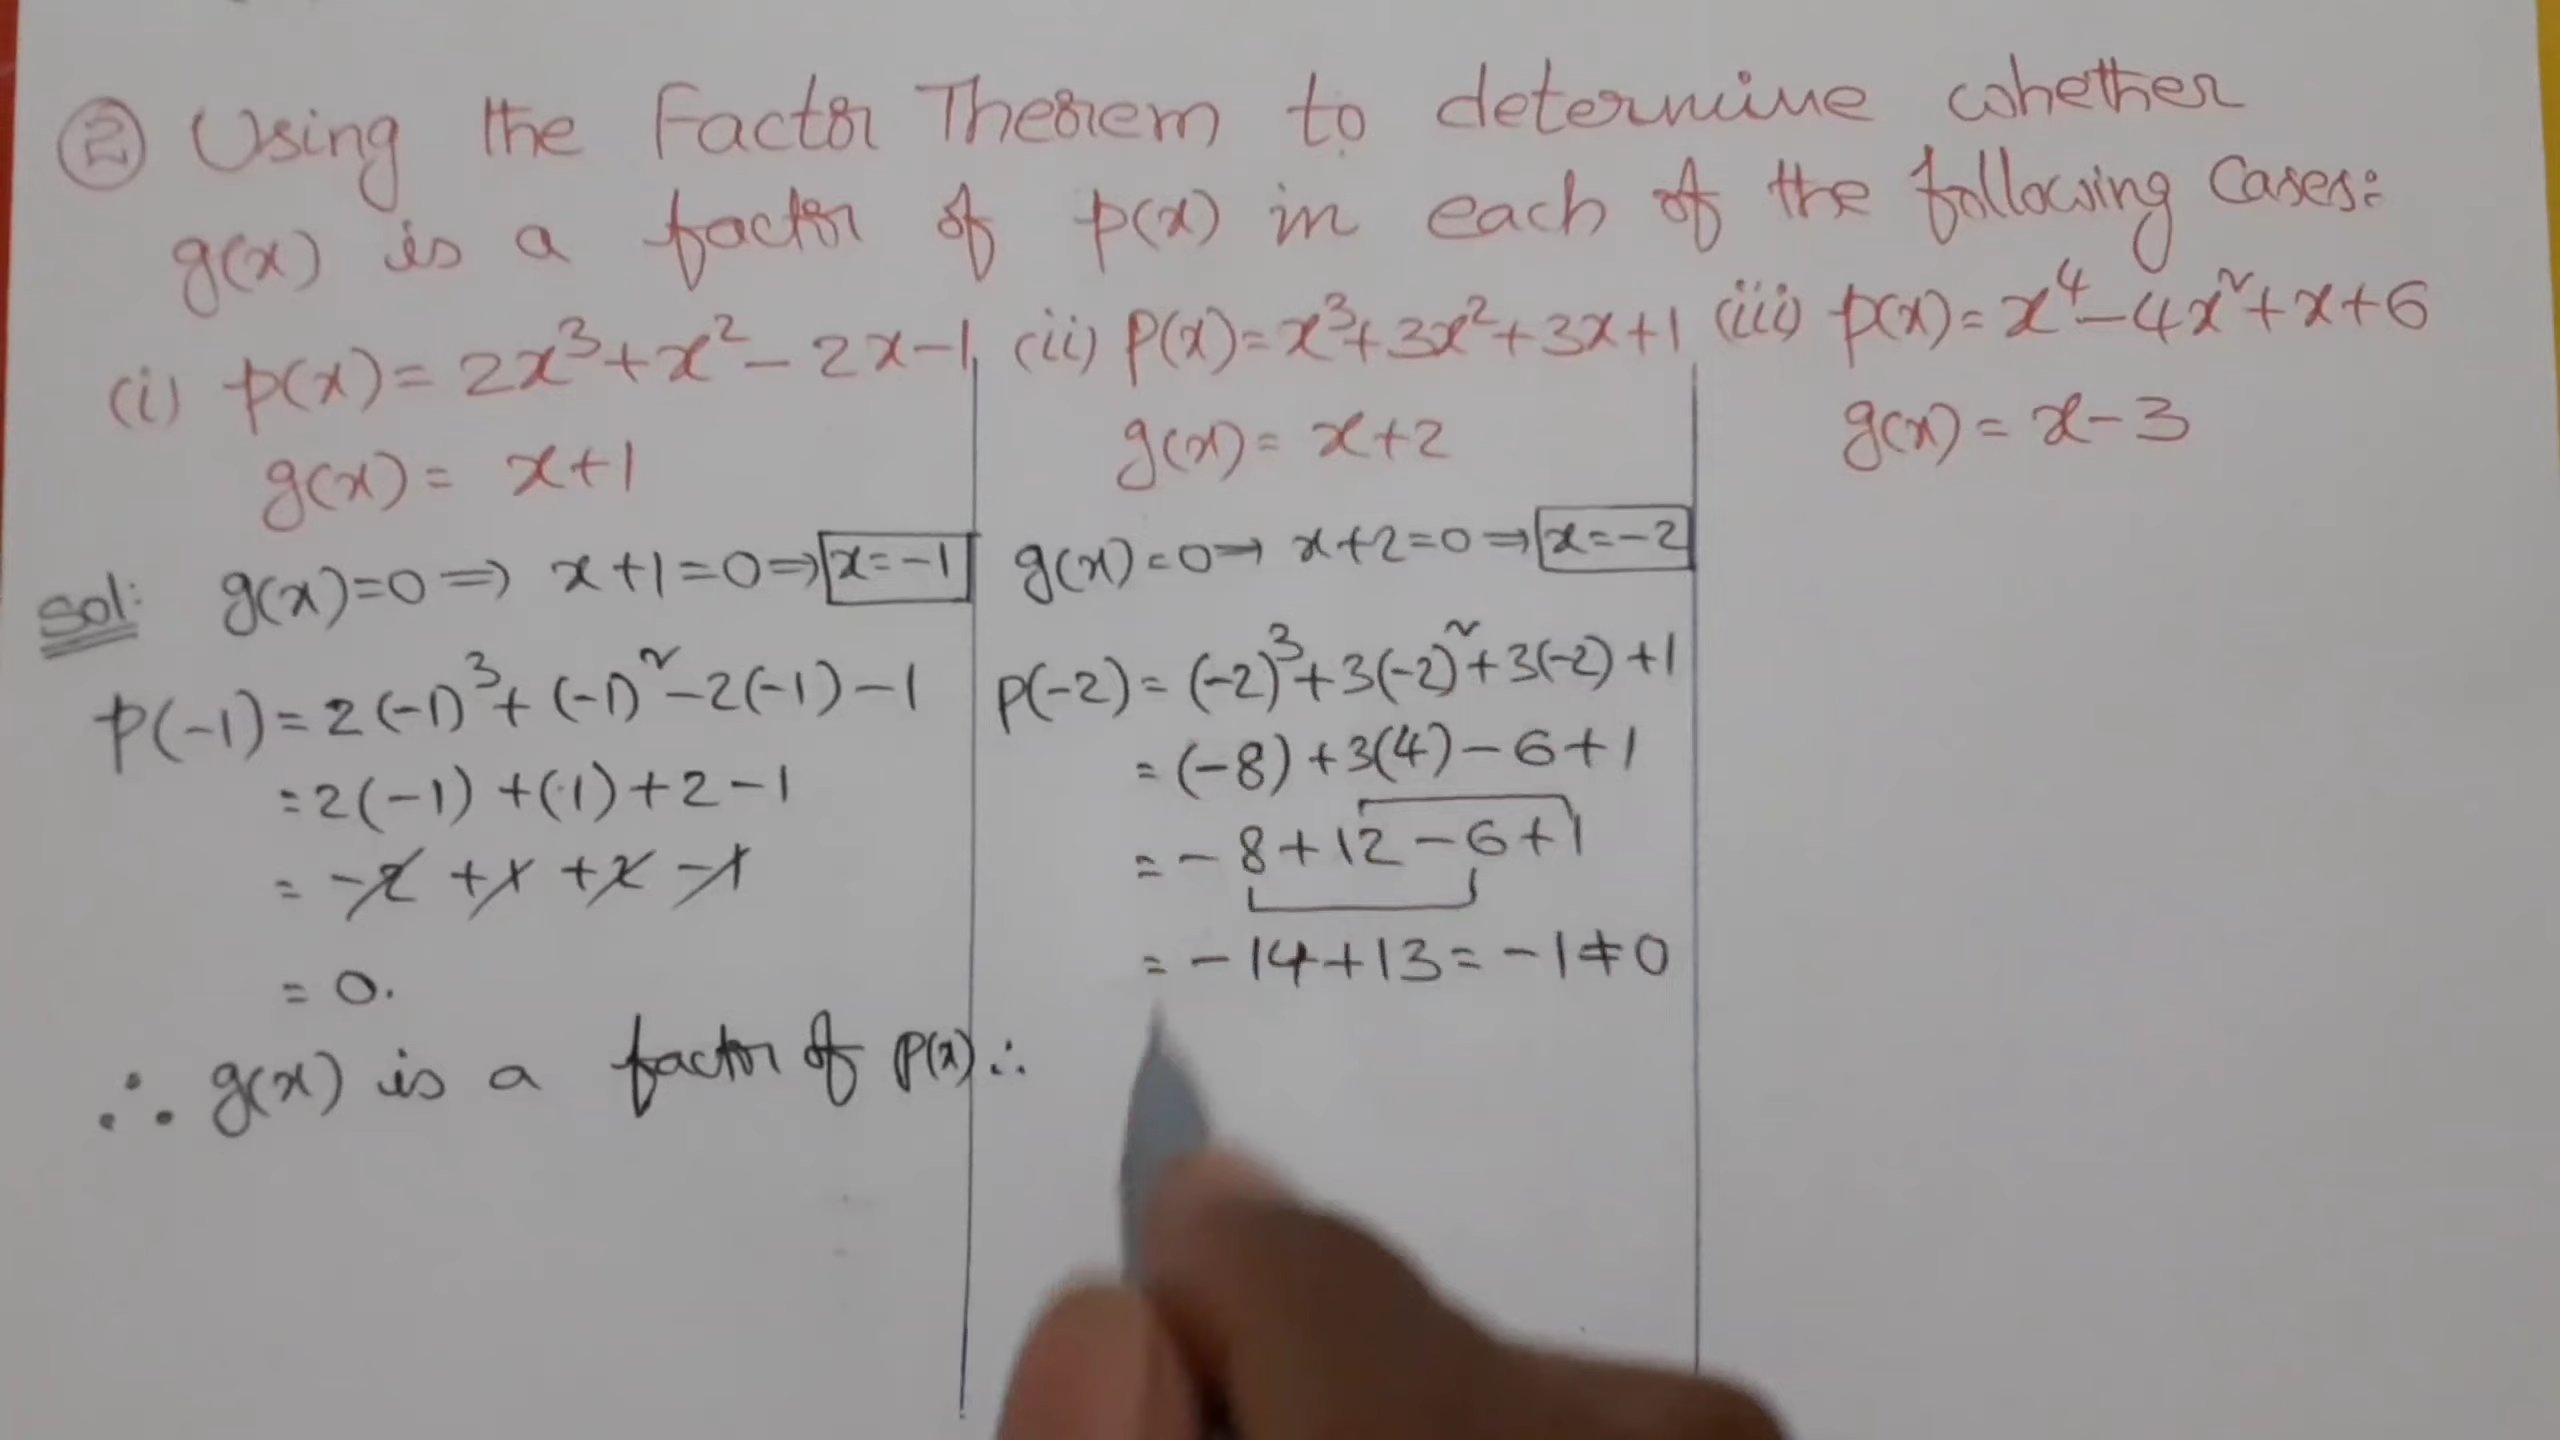 ② Using the Factor Theorem to determine whether
g(x) is a factor of p(x) in each of the following Cases:
(i) p(x) = 2x³ + x² - 2x - 1
g(x) = x + 1
Sol: g(x)=0 ⇒ x+1=0 ⇒ x=-1
p(-1) = 2(-1)³ + (-1)² - 2(-1) - 1
= 2(-1) + (1) + 2 - 1
= -2 + 1 + 2 - 1
= 0.
∴ g(x) is a factor of p(x)
(ii) P(x) = x³ + 3x² + 3x + 1
g(x) = x + 2
g(x)=0 ⇒ x+2=0 ⇒ x=-2
p(-2) = (-2)³ + 3(-2)² + 3(-2) + 1
= (-8) + 3(4) - 6 + 1
= -8 + 12 - 6 + 1
= -14 + 13 = -1 ≠ 0
∴
(iii) p(x) = x⁴ - 4x² + x + 6
g(x) = x - 3